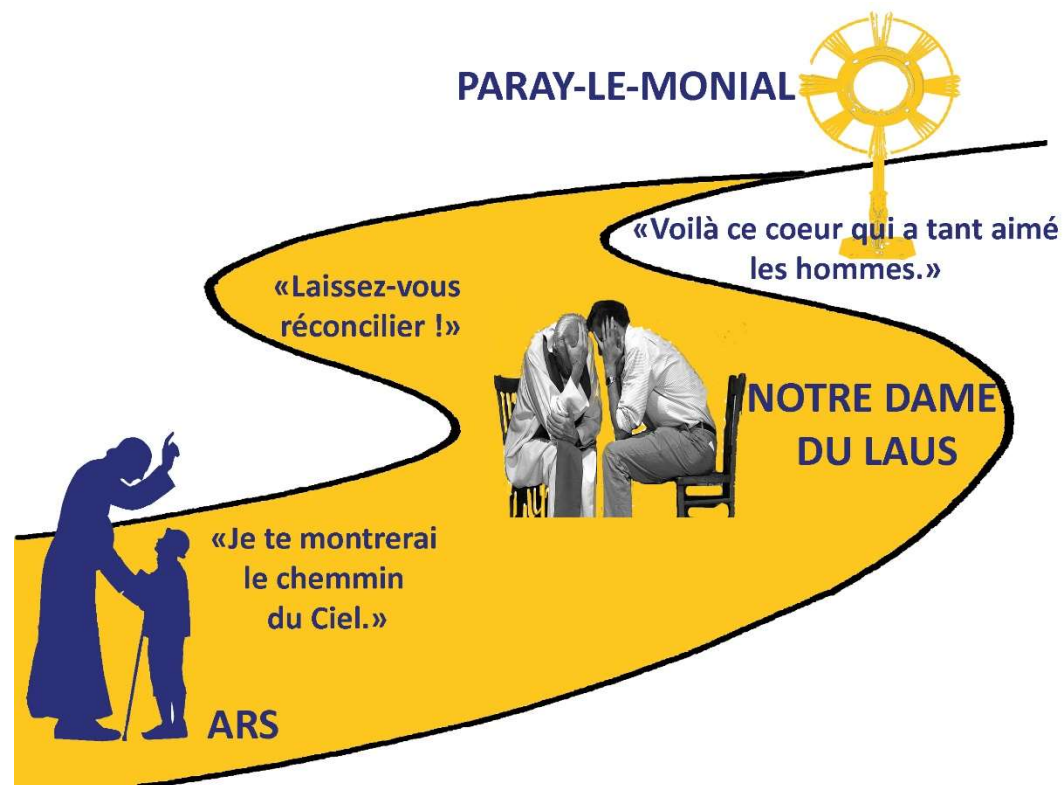 PARAY-LE-MONIAL
«Voilà ce coeur qui a tant aimé
les hommes.»
«Laissez-vous
réconcilier !»
NOTRE DAME
DU LAUS
«Je te montrerai
le chemmin
du Ciel.»
ARS